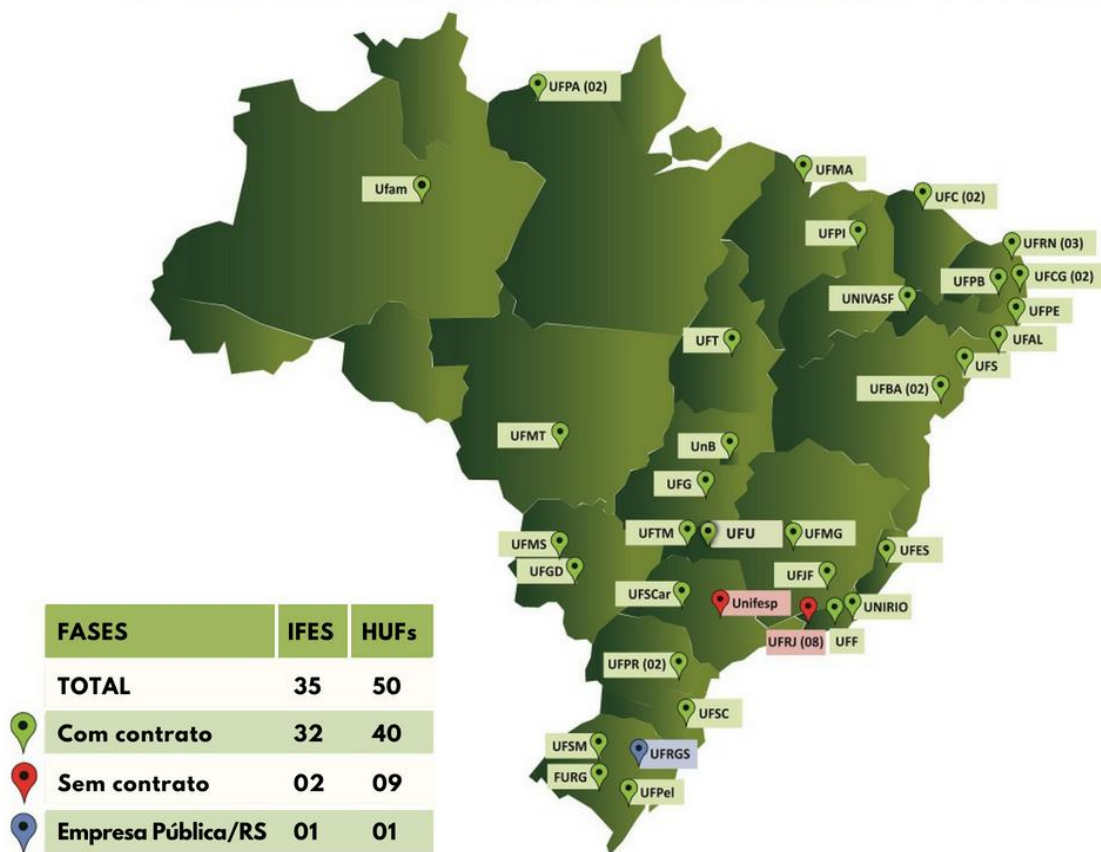 UFPA (02)
UFMA
Ufam
UFC (02)
UFPI
UFRN (03)
UFPB
UFCG (02)
UNIVASF
UFPE
UFT
UFAL
UFS
UFBA (02)
UFMT
UnB
UFG
UFTM
UFU
UFMG
UFMS
UFES
UFGD
UFJF
UFSCar
Unifesp
UNIRIO
UFRJ (08)
UFF
UFPR (02)
UFSC
UFSM
UFRGS
FURG
UFPel
FASES IFES HUFs
TOTAL 35 50
Com contrato 32 40
Sem contrato 02 09
Empresa Pública/RS 01 01